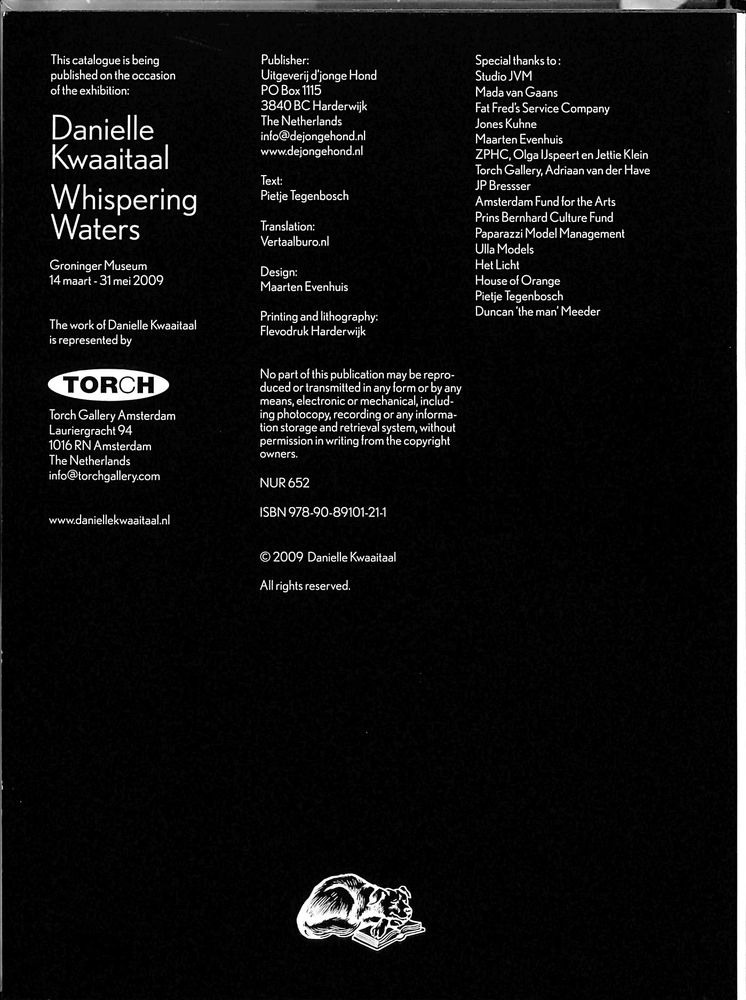 This catalogue is being
published on the occasion
of the exhibition:
Danielle
Kwaaitaal
Whispering
Waters
Groninger Museum
14 maart - 31 mei 2009
The work of Danielle Kwaaitaal
is represented by
TORCH
Torch Gallery Amsterdam
Lauriergracht 94
1016 RN Amsterdam
The Netherlands
info@torchgallery.com
www.daniellekwaaitaal.nl
Publisher:
Uitgeverij d'jonge Hond
PO Box 1115
3840 BC Harderwijk
The Netherlands
info@dejongehond.nl
www.dejongehond.nl
Text:
Pietje Tegenbosch
Translation:
Vertaalburo.nl
Design:
Maarten Evenhuis
Printing and lithography:
Flevodruk Harderwijk
No part of this publication may be repro-
duced or transmitted in any form or by any
means, electronic or mechanical, includ-
ing photocopy, recording or any informa-
tion storage and retrieval system, without
permission in writing from the copyright
owners.
NUR 652
ISBN 978-90-89101-21-1
© 2009 Danielle Kwaaitaal
All rights reserved.
Special thanks to :
Studio JVM
Mada van Gaans
Fat Fred's Service Company
Jones Kuhne
Maarten Evenhuis
ZPHC, Olga IJspeert en Jettie Klein
Torch Gallery, Adriaan van der Have
JP Bressser
Amsterdam Fund for the Arts
Prins Bernhard Culture Fund
Paparazzi Model Management
Ulla Models
Het Licht
House of Orange
Pietje Tegenbosch
Duncan 'the man' Meeder